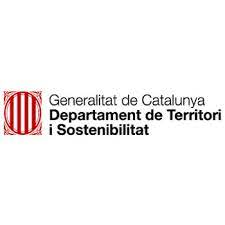 Generalitat de Catalunya
Departament de Territori
i Sostenibilitat